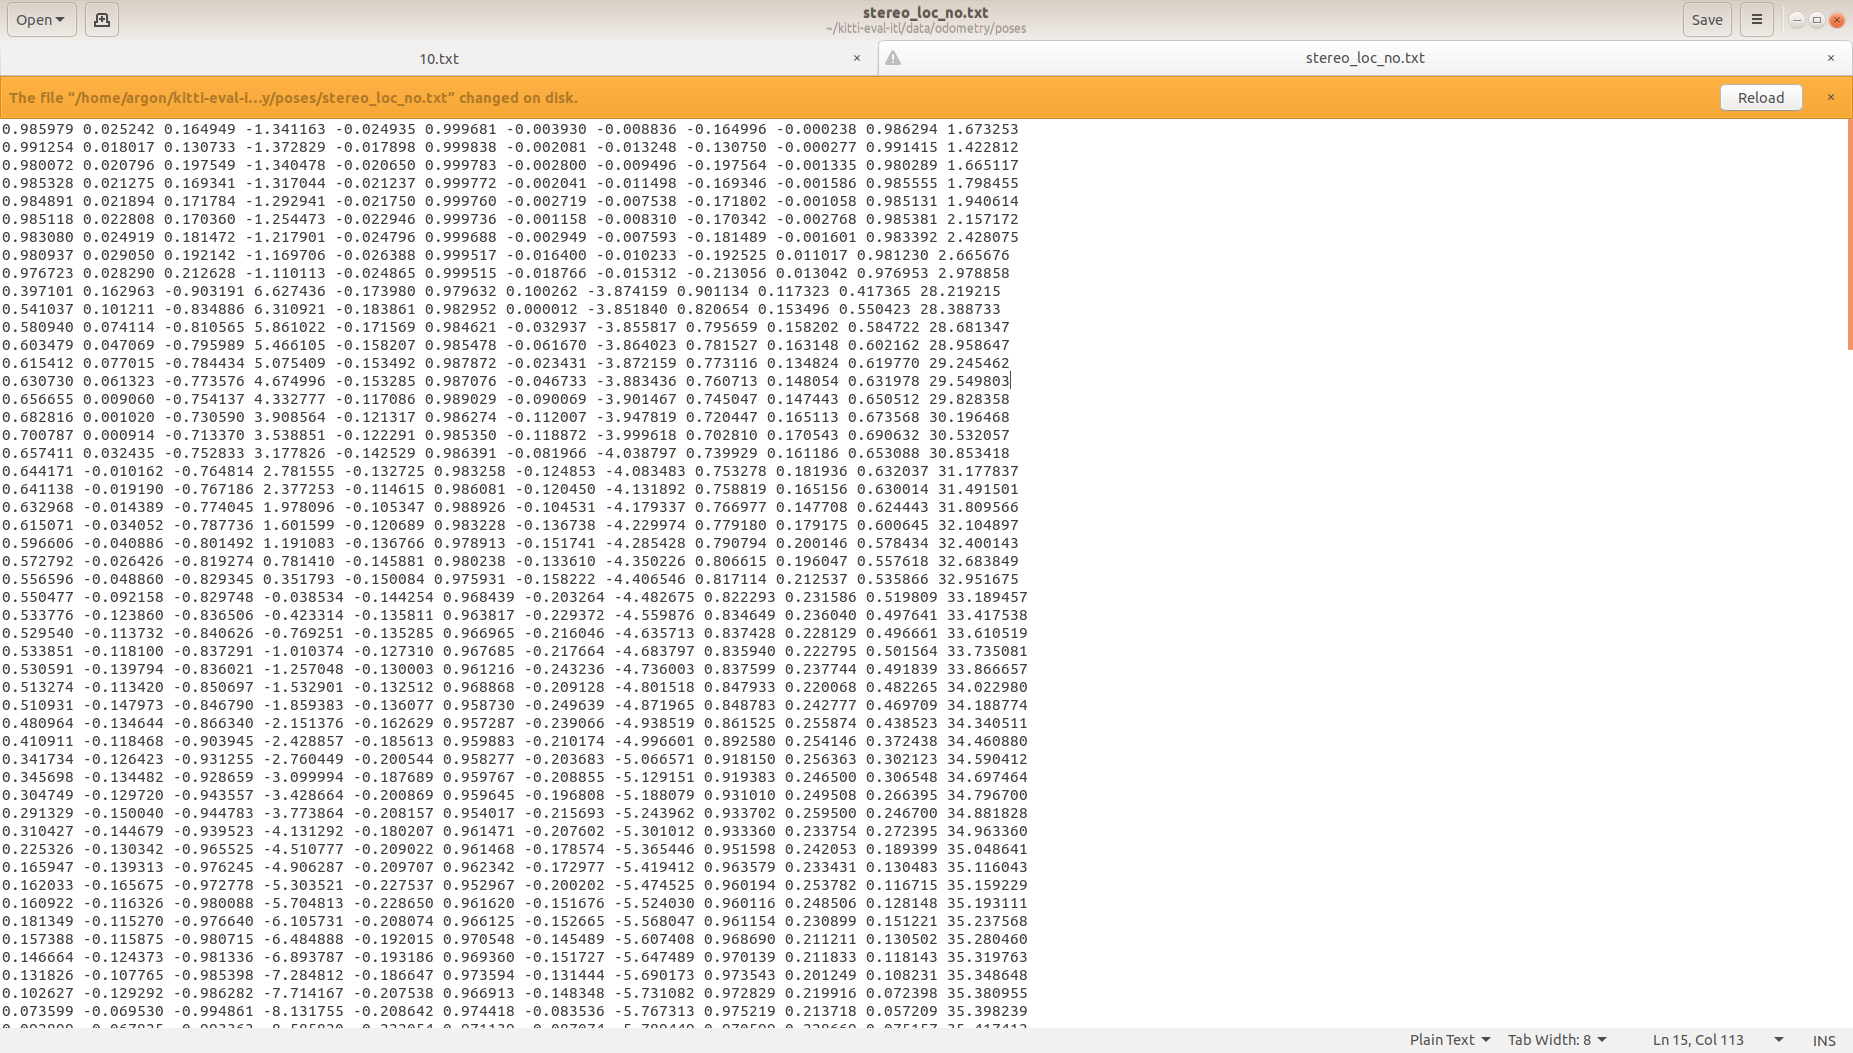 Open
stereo_loc_no.txt
~/kitti-eval-itl/data/odometry/poses
Save
10.txt
stereo_loc_no.txt
The file “/home/argon/kitti-eval-i…y/poses/stereo_loc_no.txt” changed on disk.
Reload
0.985979 0.025242 0.164949 -1.341163 -0.024935 0.999681 -0.003930 -0.008836 -0.164996 -0.000238 0.986294 1.673253
0.991254 0.018017 0.130733 -1.372829 -0.017898 0.999838 -0.002081 -0.013248 -0.130750 -0.000277 0.991415 1.422812
0.980072 0.020796 0.197549 -1.340478 -0.020650 0.999783 -0.002800 -0.009496 -0.197564 -0.001335 0.980289 1.665117
0.985328 0.021275 0.169341 -1.317044 -0.021237 0.999772 -0.002041 -0.011498 -0.169346 -0.001586 0.985555 1.798455
0.984891 0.021894 0.171784 -1.292941 -0.021750 0.999760 -0.002719 -0.007538 -0.171802 -0.001058 0.985131 1.940614
0.985118 0.022808 0.170360 -1.254473 -0.022946 0.999736 -0.001158 -0.008310 -0.170342 -0.002768 0.985381 2.157172
0.983080 0.024919 0.181472 -1.217901 -0.024796 0.999688 -0.002949 -0.007593 -0.181489 -0.001601 0.983392 2.428075
0.980937 0.029050 0.192142 -1.169706 -0.026388 0.999517 -0.016400 -0.010233 -0.192525 0.011017 0.981230 2.665676
0.976723 0.028290 0.212628 -1.110113 -0.024865 0.999515 -0.018766 -0.015312 -0.213056 0.013042 0.976953 2.978858
0.397101 0.162963 -0.903191 6.627436 -0.173980 0.979632 0.100262 -3.874159 0.901134 0.117323 0.417365 28.219215
0.541037 0.101211 -0.834886 6.310921 -0.183861 0.982952 0.000012 -3.851840 0.820654 0.153496 0.550423 28.388733
0.580940 0.074114 -0.810565 5.861022 -0.171569 0.984621 -0.032937 -3.855817 0.795659 0.158202 0.584722 28.681347
0.603479 0.047069 -0.795989 5.466105 -0.158207 0.985478 -0.061670 -3.864023 0.781527 0.163148 0.602162 28.958647
0.615412 0.077015 -0.784434 5.075409 -0.153492 0.987872 -0.023431 -3.872159 0.773116 0.134824 0.619770 29.245462
0.630730 0.061323 -0.773576 4.674996 -0.153285 0.987076 -0.046733 -3.883436 0.760713 0.148054 0.631978 29.549803
0.656655 0.009060 -0.754137 4.332777 -0.117086 0.989029 -0.090069 -3.901467 0.745047 0.147443 0.650512 29.828358
0.682816 0.001020 -0.730590 3.908564 -0.121317 0.986274 -0.112007 -3.947819 0.720447 0.165113 0.673568 30.196468
0.700787 0.000914 -0.713370 3.538851 -0.122291 0.985350 -0.118872 -3.999618 0.702810 0.170543 0.690632 30.532057
0.657411 0.032435 -0.752833 3.177826 -0.142529 0.986391 -0.081966 -4.038797 0.739929 0.161186 0.653088 30.853418
0.644171 -0.010162 -0.764814 2.781555 -0.132725 0.983258 -0.124853 -4.083483 0.753278 0.181936 0.632037 31.177837
0.641138 -0.019190 -0.767186 2.377253 -0.114615 0.986081 -0.120450 -4.131892 0.758819 0.165156 0.630014 31.491501
0.632968 -0.014389 -0.774045 1.978096 -0.105347 0.988926 -0.104531 -4.179337 0.766977 0.147708 0.624443 31.809566
0.615071 -0.034052 -0.787736 1.601599 -0.120689 0.983228 -0.136738 -4.229974 0.779180 0.179175 0.600645 32.104897
0.596606 -0.040886 -0.801492 1.191083 -0.136766 0.978913 -0.151741 -4.285428 0.790794 0.200146 0.578434 32.400143
0.572792 -0.026426 -0.819274 0.781410 -0.145881 0.980238 -0.133610 -4.350226 0.806615 0.196047 0.557618 32.683849
0.556596 -0.048860 -0.829345 0.351793 -0.150084 0.975931 -0.158222 -4.406546 0.817114 0.212537 0.535866 32.951675
0.550477 -0.092158 -0.829748 -0.038534 -0.144254 0.968439 -0.203264 -4.482675 0.822293 0.231586 0.519809 33.189457
0.533776 -0.123860 -0.836506 -0.423314 -0.135811 0.963817 -0.229372 -4.559876 0.834649 0.236040 0.497641 33.417538
0.529540 -0.113732 -0.840626 -0.769251 -0.135285 0.966965 -0.216046 -4.635713 0.837428 0.228129 0.496661 33.610519
0.533851 -0.118100 -0.837291 -1.010374 -0.127310 0.967685 -0.217664 -4.683797 0.835940 0.222795 0.501564 33.735081
0.530591 -0.139794 -0.836021 -1.257048 -0.130003 0.961216 -0.243236 -4.736003 0.837599 0.237744 0.491839 33.866657
0.513274 -0.113420 -0.850697 -1.532901 -0.132512 0.968868 -0.209128 -4.801518 0.847933 0.220068 0.482265 34.022980
0.510931 -0.147973 -0.846790 -1.859383 -0.136077 0.958730 -0.249639 -4.871965 0.848783 0.242777 0.469709 34.188774
0.480964 -0.134644 -0.866340 -2.151376 -0.162629 0.957287 -0.239066 -4.938519 0.861525 0.255874 0.438523 34.340511
0.410911 -0.118468 -0.903945 -2.428857 -0.185613 0.959883 -0.210174 -4.996601 0.892580 0.254146 0.372438 34.460880
0.341734 -0.126423 -0.931255 -2.760449 -0.200544 0.958277 -0.203683 -5.066571 0.918150 0.256363 0.302123 34.590412
0.345698 -0.134482 -0.928659 -3.099994 -0.187689 0.959767 -0.208855 -5.129151 0.919383 0.246500 0.306548 34.697464
0.304749 -0.129720 -0.943557 -3.428664 -0.200869 0.959645 -0.196808 -5.188079 0.931010 0.249508 0.266395 34.796700
0.291329 -0.150040 -0.944783 -3.773864 -0.208157 0.954017 -0.215693 -5.243962 0.933702 0.259500 0.246700 34.881828
0.310427 -0.144679 -0.939523 -4.131292 -0.180207 0.961471 -0.207602 -5.301012 0.933360 0.233754 0.272395 34.963360
0.225326 -0.130342 -0.965525 -4.510777 -0.209022 0.961468 -0.178574 -5.365446 0.951598 0.242053 0.189399 35.048641
0.165947 -0.139313 -0.976245 -4.906287 -0.209707 0.962342 -0.172977 -5.419412 0.963579 0.233431 0.130483 35.116043
0.162033 -0.165675 -0.972778 -5.303521 -0.227537 0.952967 -0.200202 -5.474525 0.960194 0.253782 0.116715 35.159229
0.160922 -0.116326 -0.980088 -5.704813 -0.228650 0.961620 -0.151676 -5.524030 0.960116 0.248506 0.128148 35.193111
0.181349 -0.115270 -0.976640 -6.105731 -0.208074 0.966125 -0.152665 -5.568047 0.961154 0.230899 0.151221 35.237568
0.157388 -0.115875 -0.980715 -6.484888 -0.192015 0.970548 -0.145489 -5.607408 0.968690 0.211211 0.130502 35.280460
0.146664 -0.124373 -0.981336 -6.893787 -0.193186 0.969360 -0.151727 -5.647489 0.970139 0.211833 0.118143 35.319763
0.131826 -0.107765 -0.985398 -7.284812 -0.186647 0.973594 -0.131444 -5.690173 0.973543 0.201249 0.108231 35.348648
0.102627 -0.129292 -0.986282 -7.714167 -0.207538 0.966913 -0.148348 -5.731082 0.972829 0.219916 0.072398 35.380955
0.073599 -0.069530 -0.994861 -8.131755 -0.208642 0.974418 -0.083536 -5.767313 0.975219 0.213718 0.057209 35.398239
Plain Text
Tab Width: 8
Ln 15, Col 113
INS